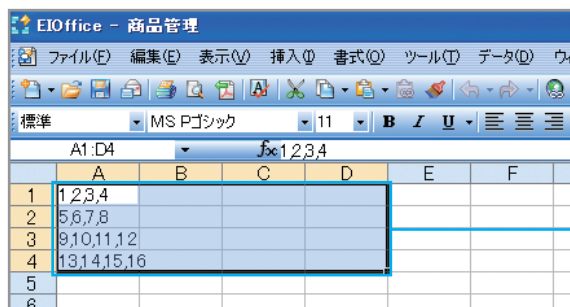 EIOffice - 商品管理
ファイル(F) 編集(E) 表示(V) 挿入(I) 書式(O) ツール(T) データ(D)
標準 MS Pゴシック 11 B I U
A1:D4 fx 1,2,3,4
A B C D E F
1 1,2,3,4
2 5,6,7,8
3 9,10,11,12
4 13,14,15,16
5
6